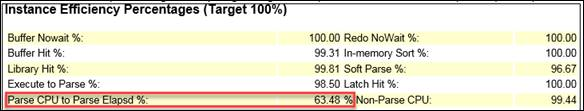 Instance Efficiency Percentages (Target 100%)
Buffer Nowait %: 100.00 Redo NoWait %: 100.00
Buffer Hit %: 99.31 In-memory Sort %: 100.00
Library Hit %: 99.81 Soft Parse %: 96.67
Execute to Parse %: 98.50 Latch Hit %: 100.00
Parse CPU to Parse Elapsd %: 63.48 % Non-Parse CPU: 99.44